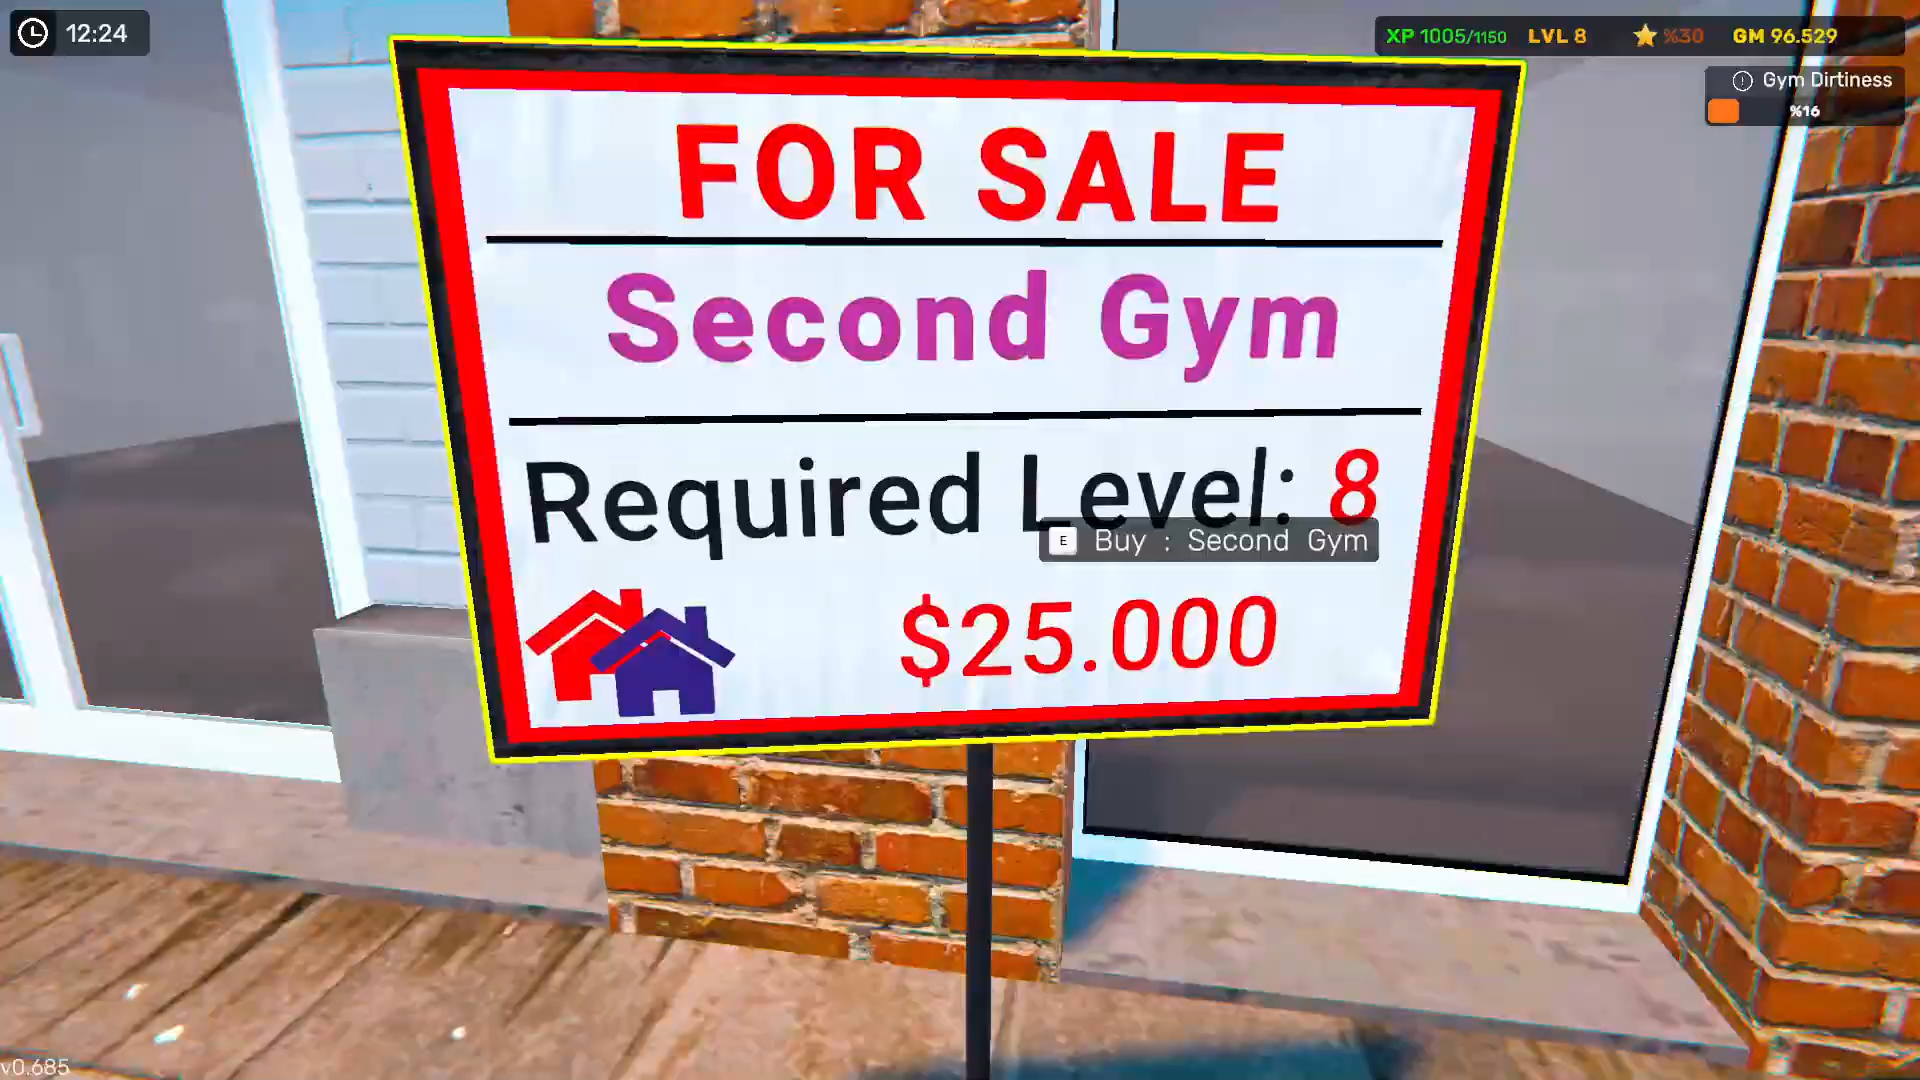 12:24
XP 1005/1150 LVL 8 %30 GM 96.529
Gym Dirtiness
%16
FOR SALE
Second Gym
Required Level: 8
E Buy : Second Gym
$25.000
v0.685